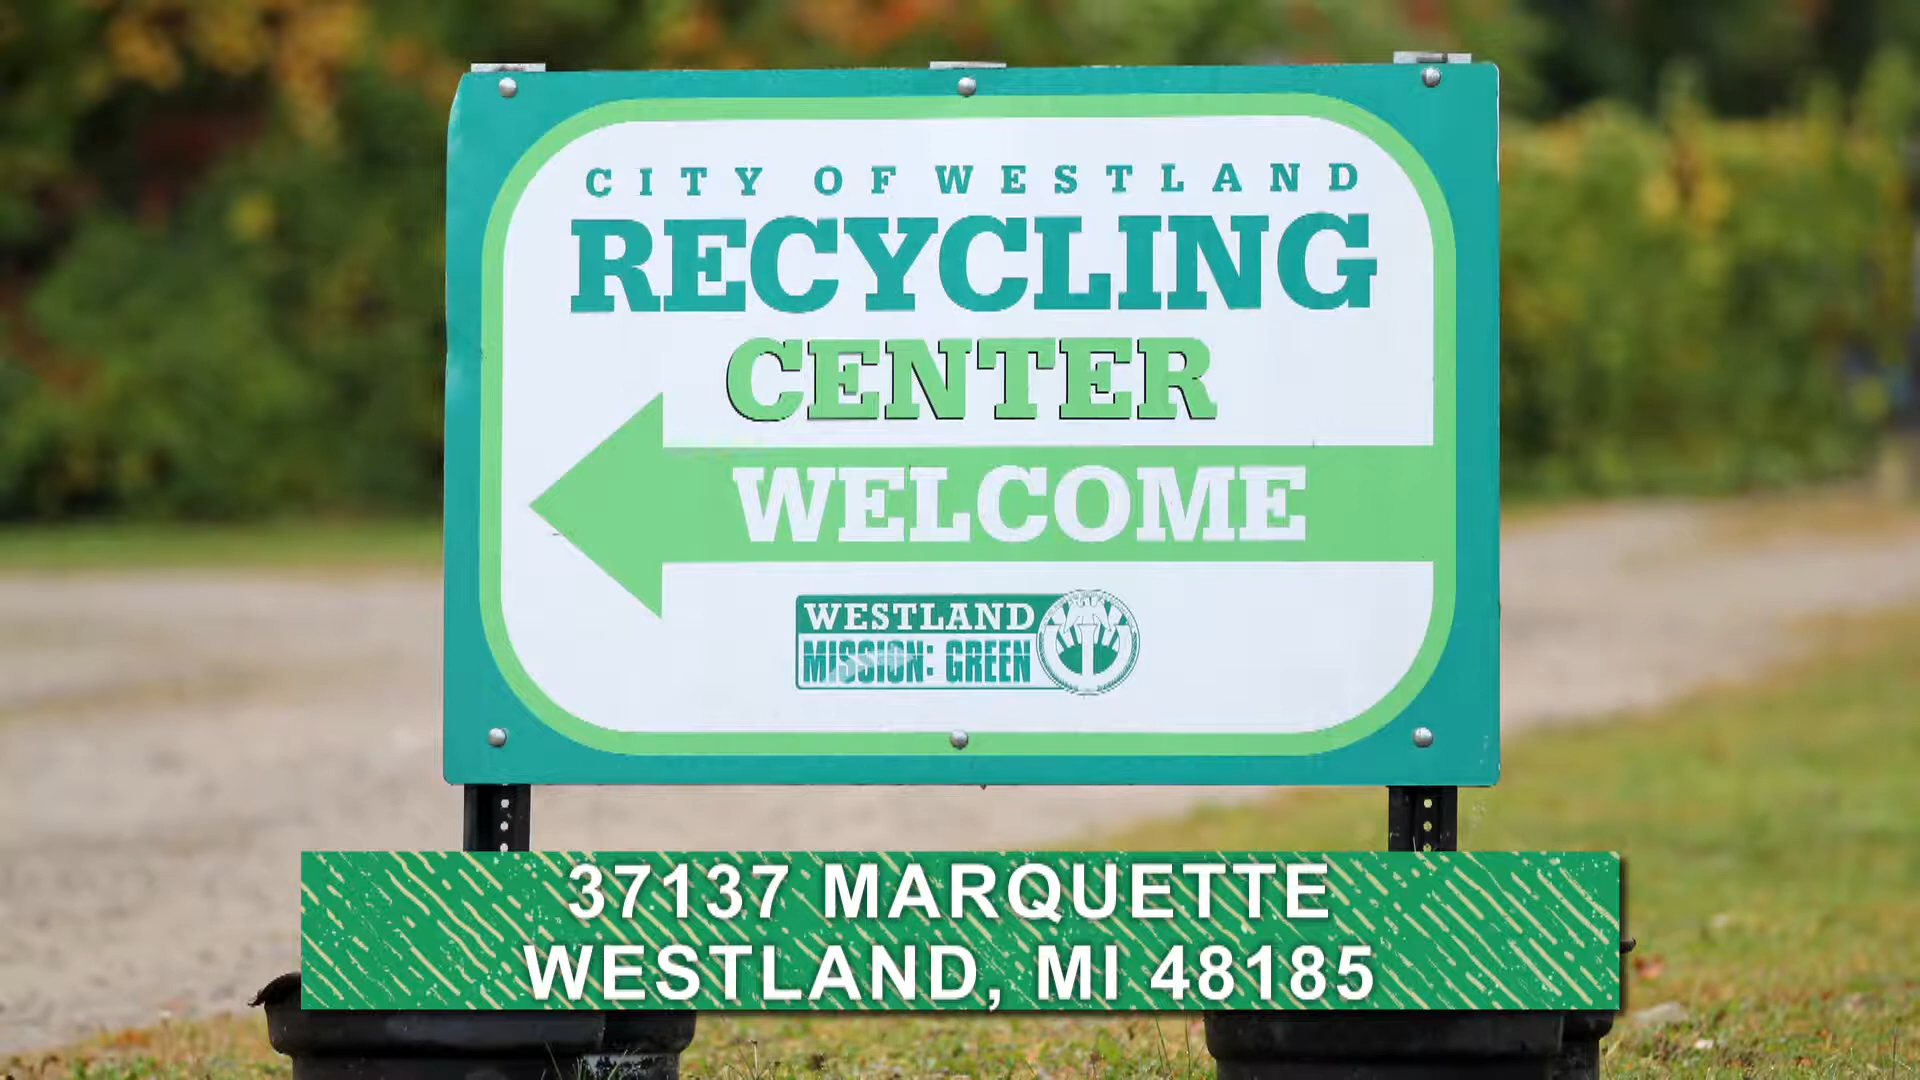 CITY OF WESTLAND
RECYCLING
CENTER
WELCOME
WESTLAND
MISSION: GREEN
37137 MARQUETTE
WESTLAND, MI 48185